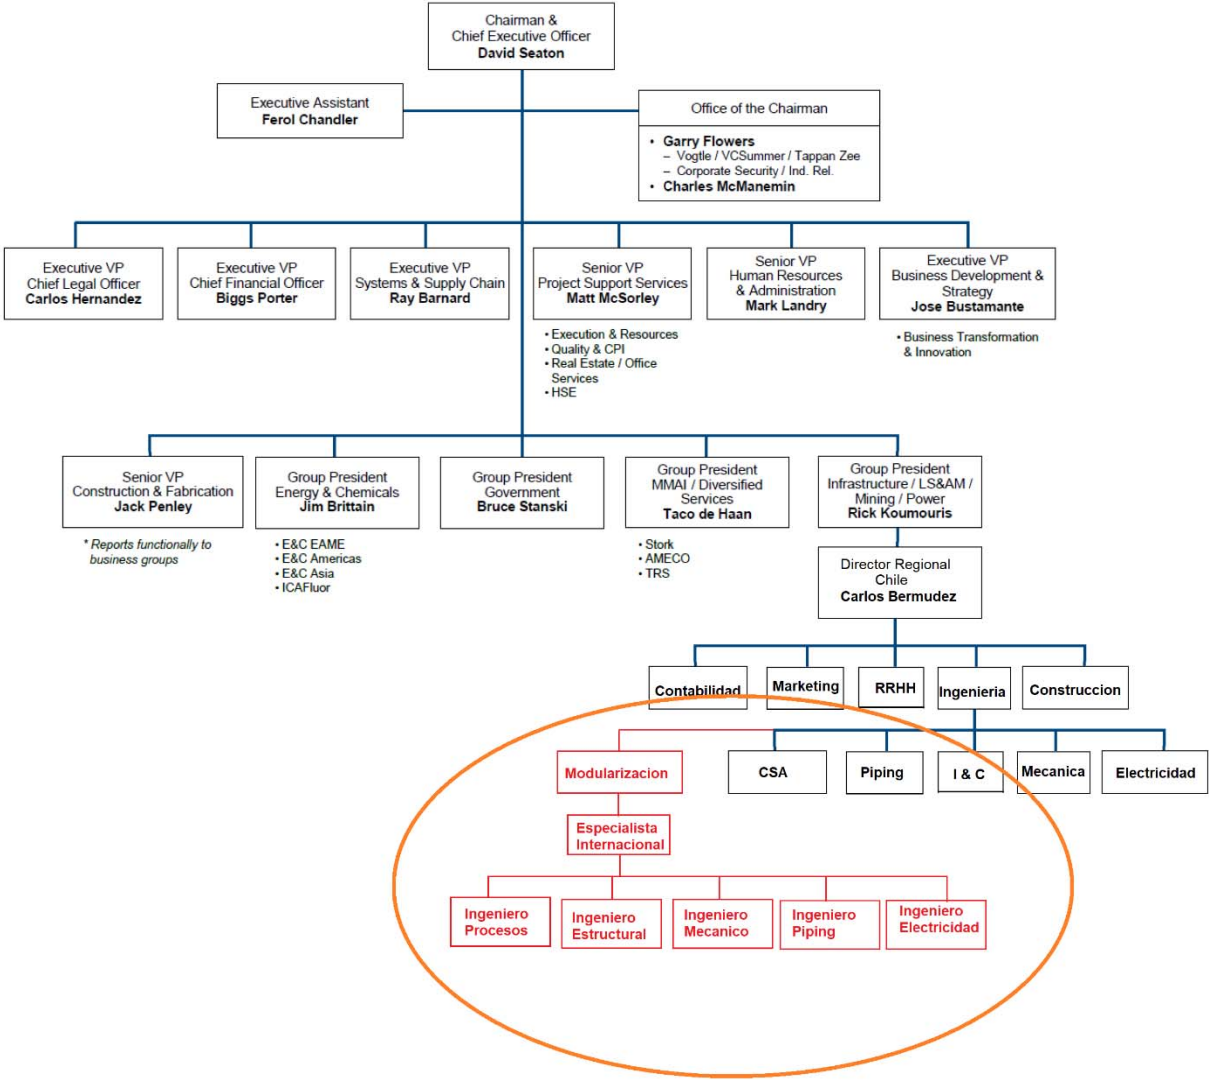 Chairman &
Chief Executive Officer
David Seaton
Executive Assistant
Ferol Chandler
Office of the Chairman
• Garry Flowers
– Vogtle / VCSummer / Tappan Zee
– Corporate Security / Ind. Rel.
• Charles McManemin
Executive VP
Chief Legal Officer
Carlos Hernandez
Executive VP
Chief Financial Officer
Biggs Porter
Executive VP
Systems & Supply Chain
Ray Barnard
Senior VP
Project Support Services
Matt McSorley
• Execution & Resources
• Quality & CPI
• Real Estate / Office
Services
• HSE
Senior VP
Human Resources
& Administration
Mark Landry
Executive VP
Business Development &
Strategy
Jose Bustamante
• Business Transformation
& Innovation
Senior VP
Construction & Fabrication
Jack Penley
* Reports functionally to
business groups
Group President
Energy & Chemicals
Jim Brittain
• E&C EAME
• E&C Americas
• E&C Asia
• ICAFluor
Group President
Government
Bruce Stanski
Group President
MMAI / Diversified
Services
Taco de Haan
• Stork
• AMECO
• TRS
Group President
Infrastructure / LS&AM /
Mining / Power
Rick Koumouris
Director Regional
Chile
Carlos Bermudez
Contabilidad
Marketing
RRHH
Ingenieria
Construccion
Modularizacion
CSA
Piping
I & C
Mecanica
Electricidad
Especialista
Internacional
Ingeniero
Procesos
Ingeniero
Estructural
Ingeniero
Mecanico
Ingeniero
Piping
Ingeniero
Electricidad